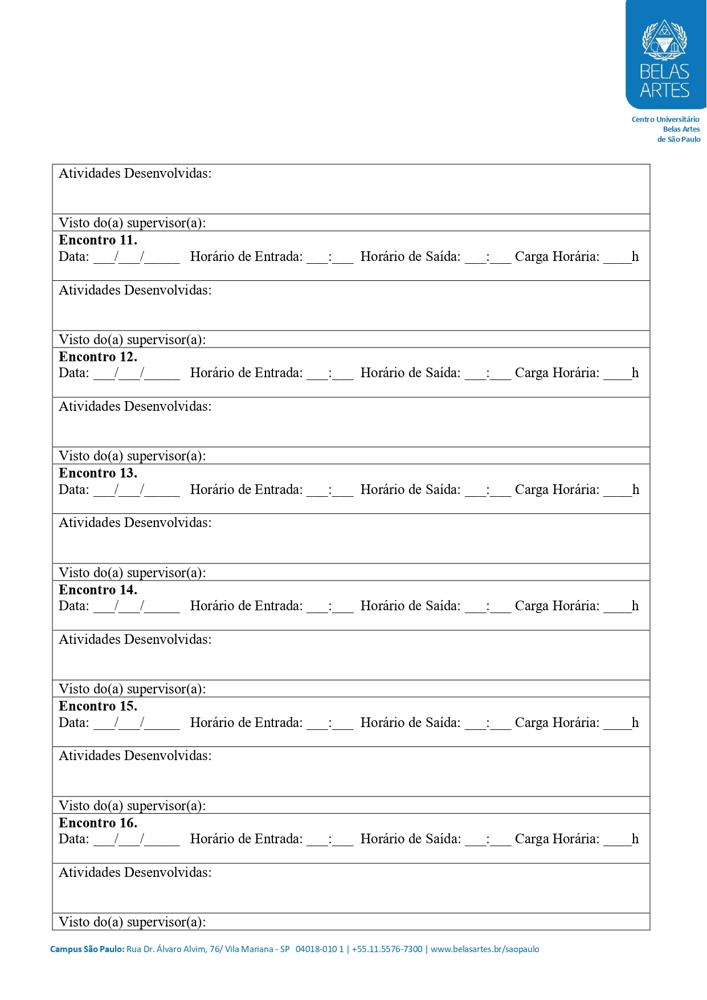 BELAS
ARTES
Centro Universitário
Belas Artes
de São Paulo
Atividades Desenvolvidas:
Visto do(a) supervisor(a):
Encontro 11.
Data: ___/___/_____   Horário de Entrada: ___:___  Horário de Saída: ___:___ Carga Horária: ____h
Atividades Desenvolvidas:
Visto do(a) supervisor(a):
Encontro 12.
Data: ___/___/_____   Horário de Entrada: ___:___  Horário de Saída: ___:___ Carga Horária: ____h
Atividades Desenvolvidas:
Visto do(a) supervisor(a):
Encontro 13.
Data: ___/___/_____   Horário de Entrada: ___:___  Horário de Saída: ___:___ Carga Horária: ____h
Atividades Desenvolvidas:
Visto do(a) supervisor(a):
Encontro 14.
Data: ___/___/_____   Horário de Entrada: ___:___  Horário de Saída: ___:___ Carga Horária: ____h
Atividades Desenvolvidas:
Visto do(a) supervisor(a):
Encontro 15.
Data: ___/___/_____   Horário de Entrada: ___:___  Horário de Saída: ___:___ Carga Horária: ____h
Atividades Desenvolvidas:
Visto do(a) supervisor(a):
Encontro 16.
Data: ___/___/_____   Horário de Entrada: ___:___  Horário de Saída: ___:___ Carga Horária: ____h
Atividades Desenvolvidas:
Visto do(a) supervisor(a):
Campus São Paulo: Rua Dr. Álvaro Alvim, 76/ Vila Mariana - SP   04018-010 1 | +55.11.5576-7300 | www.belasartes.br/saopaulo